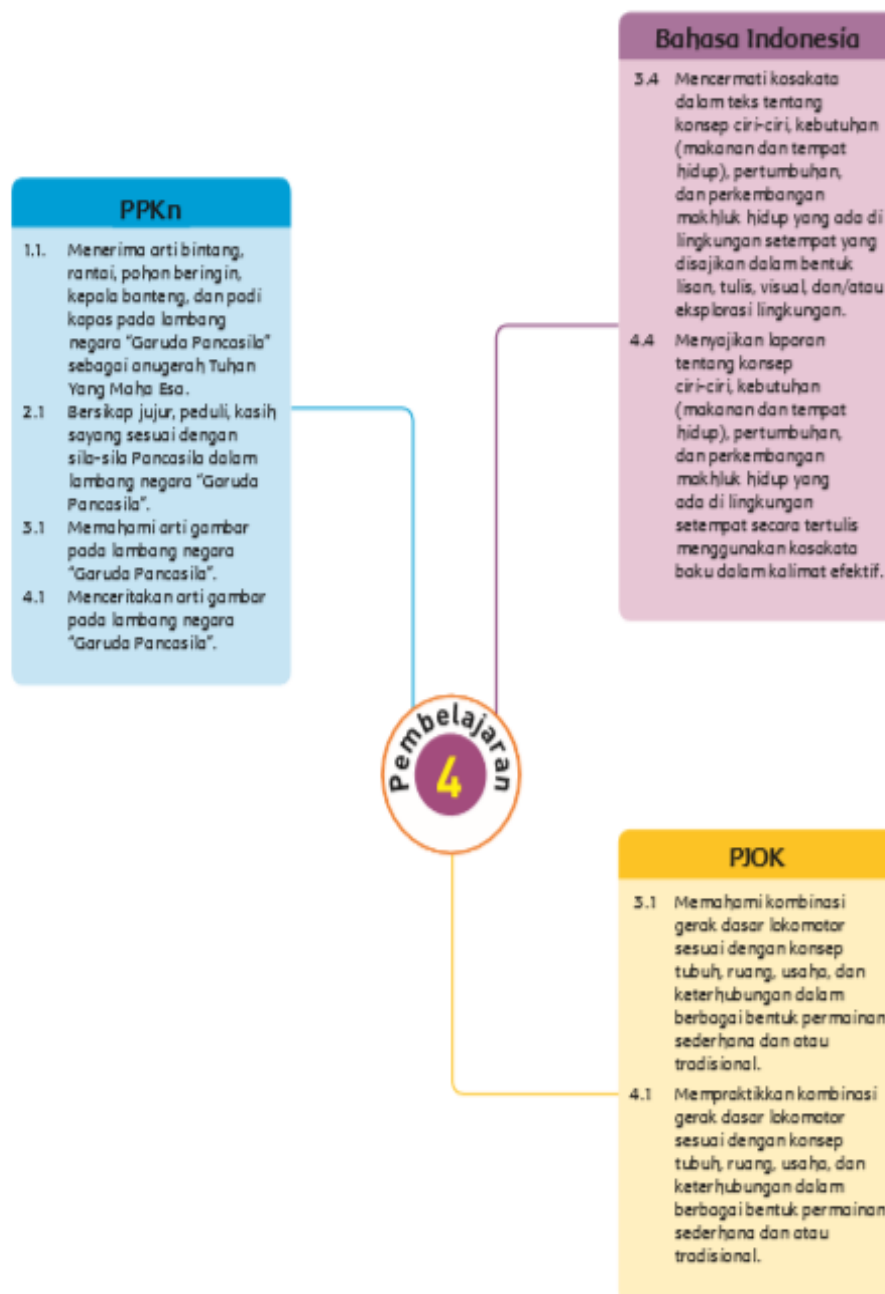 PPKn
1.1. Menerima arti bintang,
rantai, pohon beringin,
kepala banteng, dan padi
kapas pada lambang
negara “Garuda Pancasila”
sebagai anugerah Tuhan
Yang Maha Esa.
2.1 Bersikap jujur, peduli, kasih
sayang sesuai dengan
sila-sila Pancasila dalam
lambang negara “Garuda
Pancasila”.
3.1 Memahami arti gambar
pada lambang negara
“Garuda Pancasila”.
4.1 Menceritakan arti gambar
pada lambang negara
“Garuda Pancasila”.
Bahasa Indonesia
3.4 Mencermati kosakata
dalam teks tentang
konsep ciri-ciri, kebutuhan
(makanan dan tempat
hidup), pertumbuhan,
dan perkembangan
makhluk hidup yang ada di
lingkungan setempat yang
disajikan dalam bentuk
lisan, tulis, visual, dan/atau
eksplorasi lingkungan.
4.4 Menyajikan laporan
tentang konsep
ciri-ciri, kebutuhan
(makanan dan tempat
hidup), pertumbuhan,
dan perkembangan
makhluk hidup yang
ada di lingkungan
setempat secara tertulis
menggunakan kosakata
baku dalam kalimat efektif.
Pembelajaran
4
PJOK
3.1 Memahami kombinasi
gerak dasar lokomotor
sesuai dengan konsep
tubuh, ruang, usaha, dan
keterhubungan dalam
berbagai bentuk permainan
sederhana dan atau
tradisional.
4.1 Mempraktikkan kombinasi
gerak dasar lokomotor
sesuai dengan konsep
tubuh, ruang, usaha, dan
keterhubungan dalam
berbagai bentuk permainan
sederhana dan atau
tradisional.